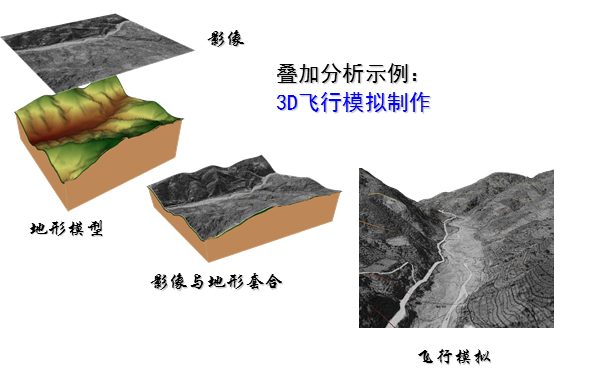 影像
叠加分析示例：
3D飞行模拟制作
地形模型
影像与地形套合
飞行模拟